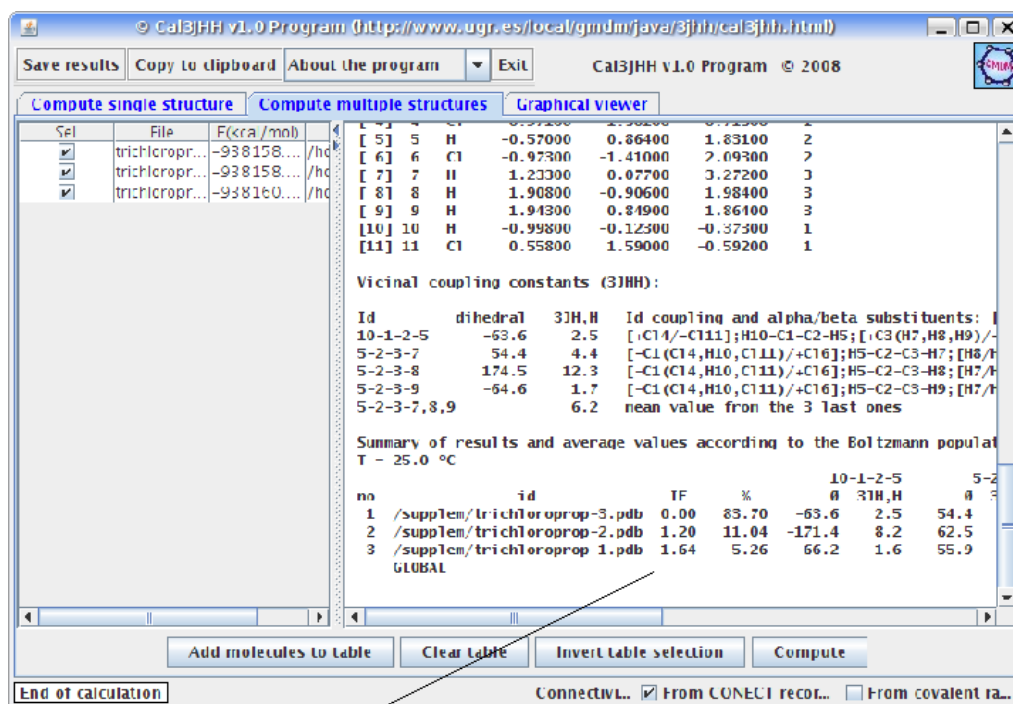 © Cal3JHH v1.0 Program (http://www.ugr.es/local/gmdm/java/3jhh/cal3jhh.html)
Save results Copy to clipboard About the program Exit Cal3JHH v1.0 Program © 2008
GMDM
Compute single structure Compute multiple structures Graphical viewer
Sel File E(kcal/mol)
trichloropr... -938158.... /ho
trichloropr... -938158.... /ho
trichloropr... -938160.... /ho
[ 5] 5 H -0.57000 0.86400 1.83100 2
[ 6] 6 Cl -0.97300 -1.41000 2.09300 2
[ 7] 7 H 1.23300 0.07700 3.27200 3
[ 8] 8 H 1.90800 -0.90600 1.98400 3
[ 9] 9 H 1.94300 0.84900 1.86400 3
[10] 10 H -0.99800 -0.12300 -0.37300 1
[11] 11 Cl 0.55800 1.59000 -0.59200 1
Vicinal coupling constants (3JHH):
Id dihedral 3JH,H Id coupling and alpha/beta substituents: [
10-1-2-5 -63.6 2.5 [+Cl4/-Cl11];H10-C1-C2-H5;[+C3(H7,H8,H9)/-
5-2-3-7 54.4 4.4 [-C1(Cl4,H10,Cl11)/+Cl6];H5-C2-C3-H7;[H8/H
5-2-3-8 174.5 12.3 [-C1(Cl4,H10,Cl11)/+Cl6];H5-C2-C3-H8;[H7/H
5-2-3-9 -64.6 1.7 [-C1(Cl4,H10,Cl11)/+Cl6];H5-C2-C3-H9;[H7/H
5-2-3-7,8,9 6.2 mean value from the 3 last ones
Summary of results and average values according to the Boltzmann populat
T = 25.0 ºC
10-1-2-5 5-2
no id IE % Ø 3JH,H Ø 3
1 /supplem/trichloroprop-3.pdb 0.00 83.70 -63.6 2.5 54.4
2 /supplem/trichloroprop-2.pdb 1.20 11.04 -171.4 8.2 62.5
3 /supplem/trichloroprop-1.pdb 1.64 5.26 66.2 1.6 55.9
GLOBAL
Add molecules to table Clear table Invert table selection Compute
End of calculation Connectivi... From CONECT recor... From covalent ra...